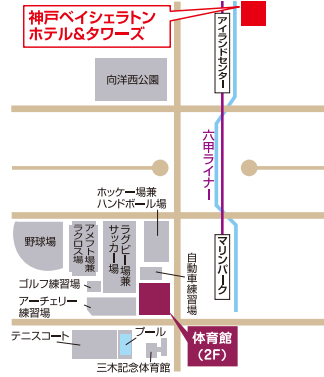 神戸ベイシェラトン
ホテル&タワーズ
アイランドセンター
向洋西公園
六甲ライナー
ホッケー場兼
ハンドボール場
野球場
アメフト場兼
ラクロス場
ラグビー場兼
サッカー場
自動車練習場
マリンパーク
ゴルフ練習場
アーチェリー
練習場
体育館
(2F)
テニスコート
プール
三木記念体育館